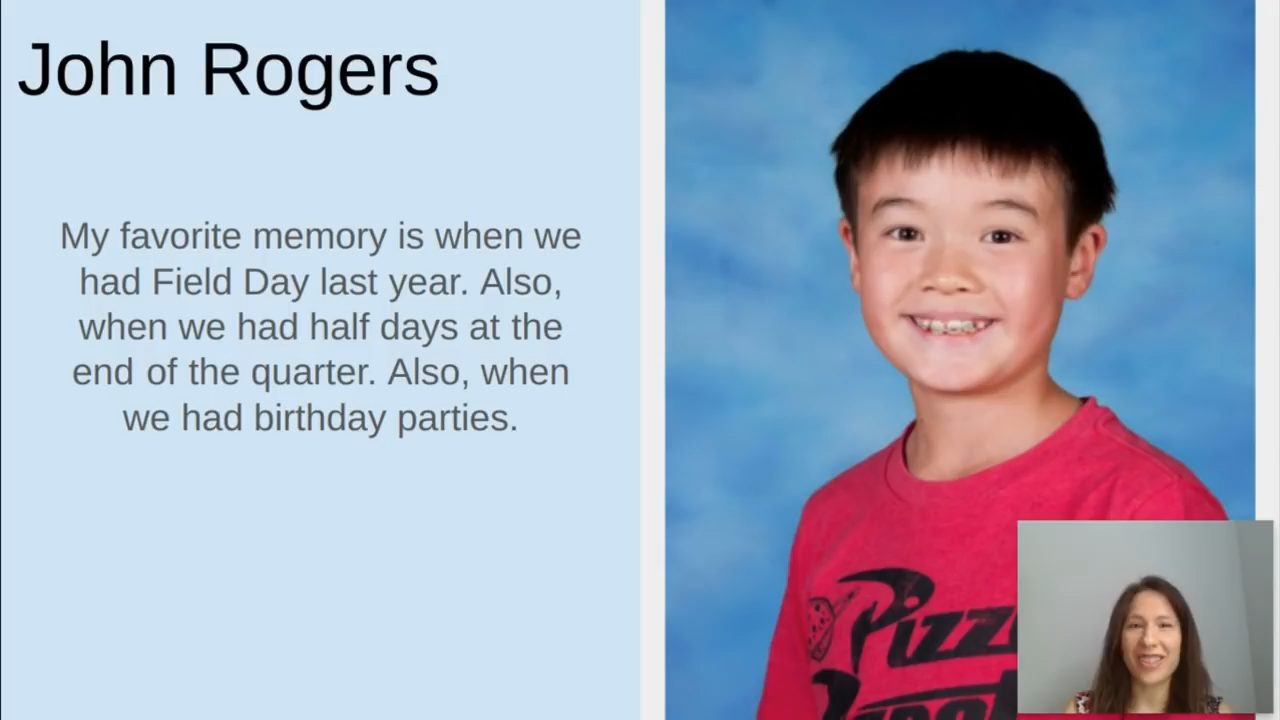 John Rogers
My favorite memory is when we
had Field Day last year. Also,
when we had half days at the
end of the quarter. Also, when
we had birthday parties.